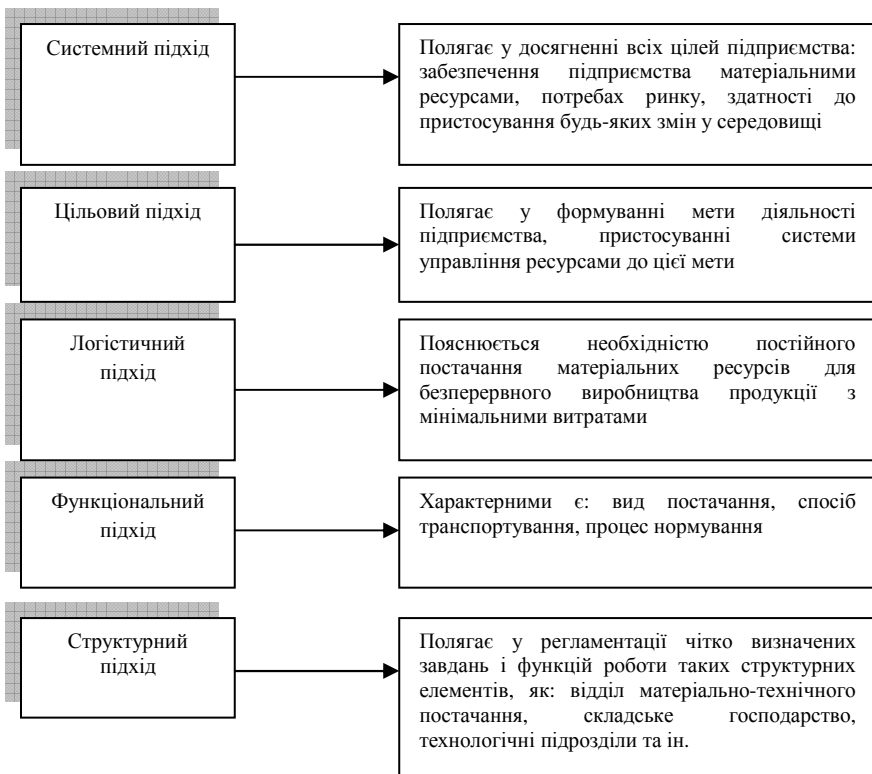 Системний підхід
Полягає у досягненні всіх цілей підприємства:
забезпечення підприємства матеріальними
ресурсами, потребах ринку, здатності до
пристосування будь-яких змін у середовищі
Цільовий підхід
Полягає у формуванні мети діяльності
підприємства, пристосуванні системи
управління ресурсами до цієї мети
Логістичний
підхід
Пояснюється необхідністю постійного
постачання матеріальних ресурсів для
безперервного виробництва продукції з
мінімальними витратами
Функціональний
підхід
Характерними є: вид постачання, спосіб
транспортування, процес нормування
Структурний
підхід
Полягає у регламентації чітко визначених
завдань і функцій роботи таких структурних
елементів, як: відділ матеріально-технічного
постачання, складське господарство,
технологічні підрозділи та ін.